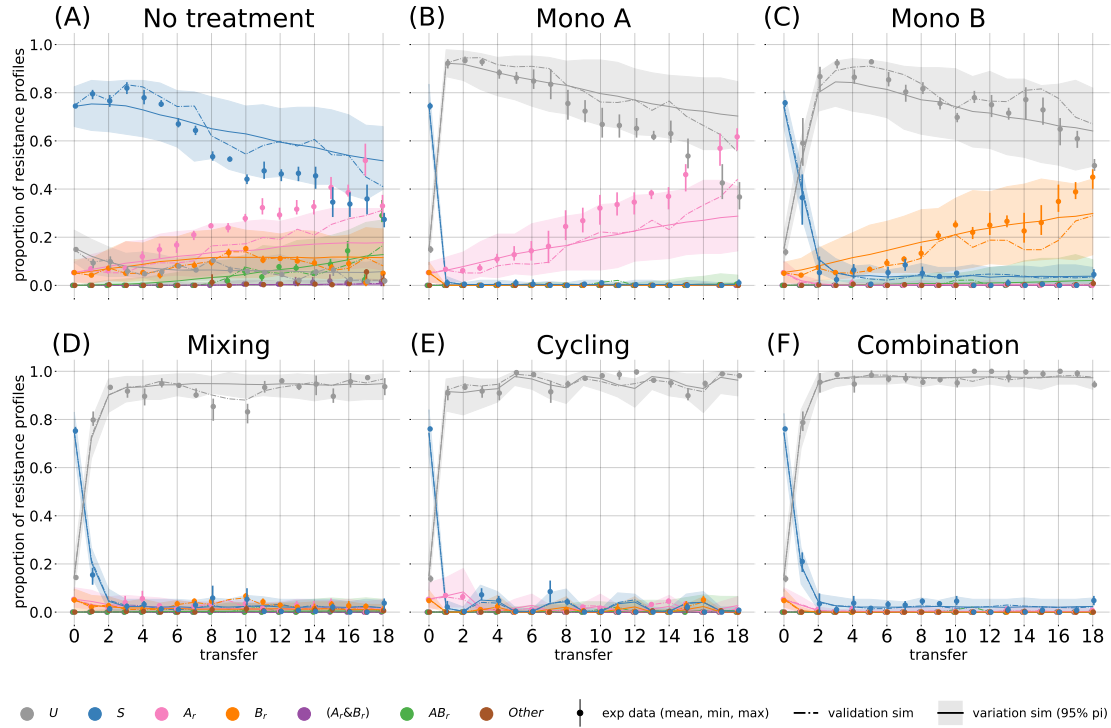 (A) No treatment
(B) Mono A
(C) Mono B
proportion of resistance profiles
1.0
0.8
0.6
0.4
0.2
0.0
(D) Mixing
(E) Cycling
(F) Combination
proportion of resistance profiles
1.0
0.8
0.6
0.4
0.2
0.0
0 2 4 6 8 10 12 14 16 18
0 2 4 6 8 10 12 14 16 18
0 2 4 6 8 10 12 14 16 18
transfer
transfer
transfer
U S Ar Br (Ar&Br) ABr Other exp data (mean, min, max) validation sim variation sim (95% pi)